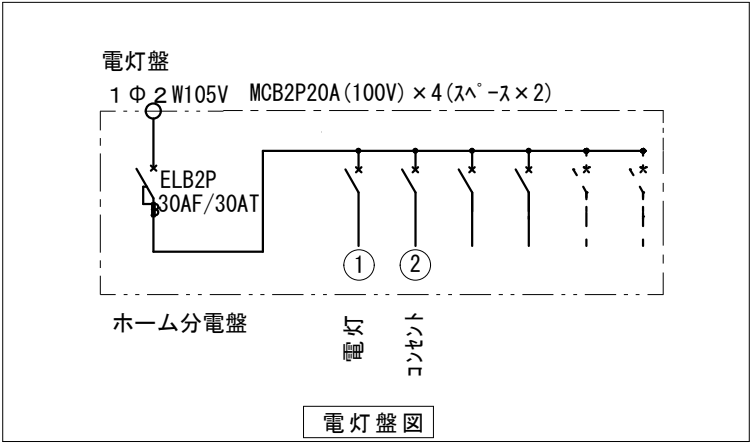 電灯盤
1Φ2W105V MCB2P20A(100V)×4(ｽﾍﾟｰｽ×2)
ELB2P
30AF/30AT
① ②
ホーム分電盤
電灯
コンセント
電灯盤図